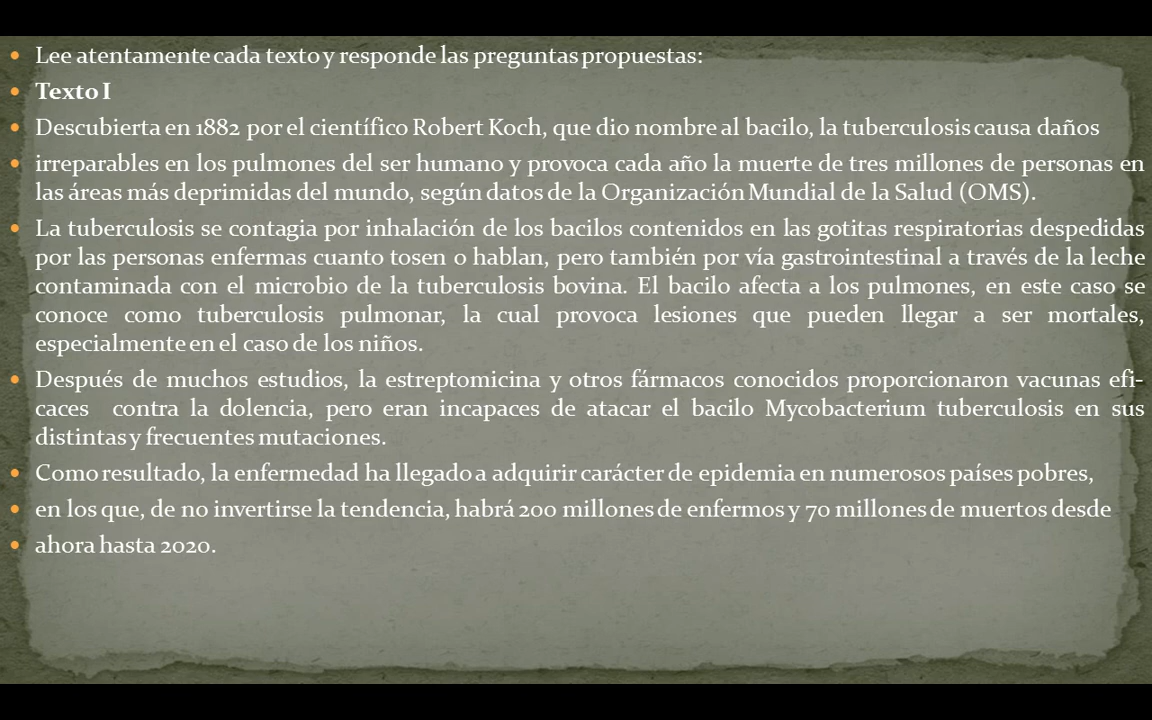 Lee atentamente cada texto y responde las preguntas propuestas:
Texto I
Descubierta en 1882 por el científico Robert Koch, que dio nombre al bacilo, la tuberculosis causa daños
irreparables en los pulmones del ser humano y provoca cada año la muerte de tres millones de personas en
las áreas más deprimidas del mundo, según datos de la Organización Mundial de la Salud (OMS).
La tuberculosis se contagia por inhalación de los bacilos contenidos en las gotitas respiratorias despedidas
por las personas enfermas cuanto tosen o hablan, pero también por vía gastrointestinal a través de la leche
contaminada con el microbio de la tuberculosis bovina. El bacilo afecta a los pulmones, en este caso se
conoce como tuberculosis pulmonar, la cual provoca lesiones que pueden llegar a ser mortales,
especialmente en el caso de los niños.
Después de muchos estudios, la estreptomicina y otros fármacos conocidos proporcionaron vacunas efi-
caces contra la dolencia, pero eran incapaces de atacar el bacilo Mycobacterium tuberculosis en sus
distintas y frecuentes mutaciones.
Como resultado, la enfermedad ha llegado a adquirir carácter de epidemia en numerosos países pobres,
en los que, de no invertirse la tendencia, habrá 200 millones de enfermos y 70 millones de muertos desde
ahora hasta 2020.